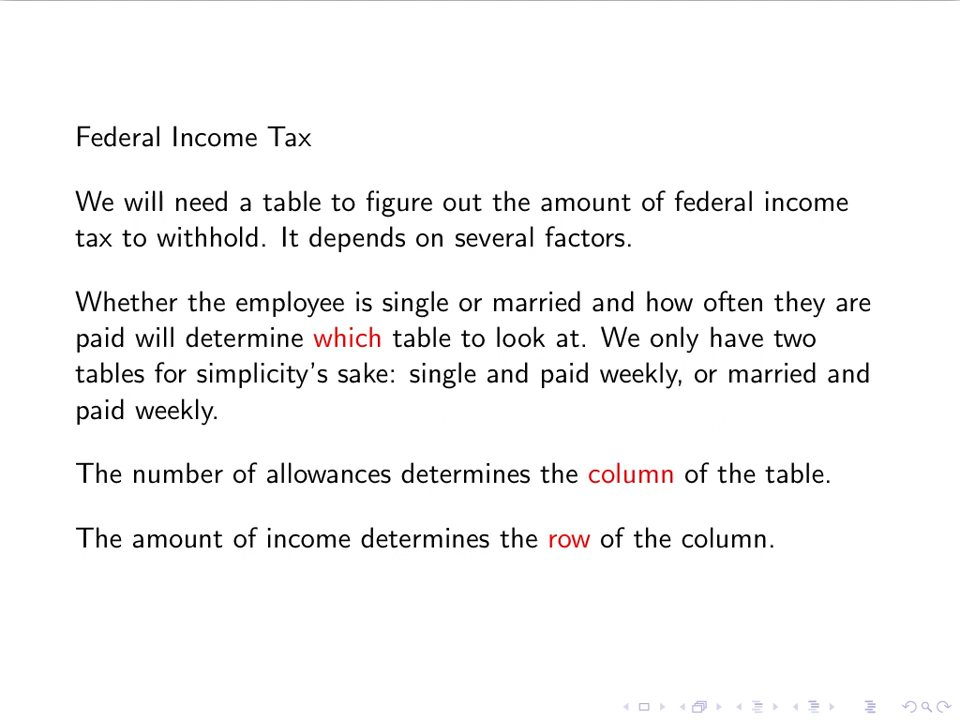 Federal Income Tax
We will need a table to figure out the amount of federal income
tax to withhold. It depends on several factors.
Whether the employee is single or married and how often they are
paid will determine which table to look at. We only have two
tables for simplicity's sake: single and paid weekly, or married and
paid weekly.
The number of allowances determines the column of the table.
The amount of income determines the row of the column.